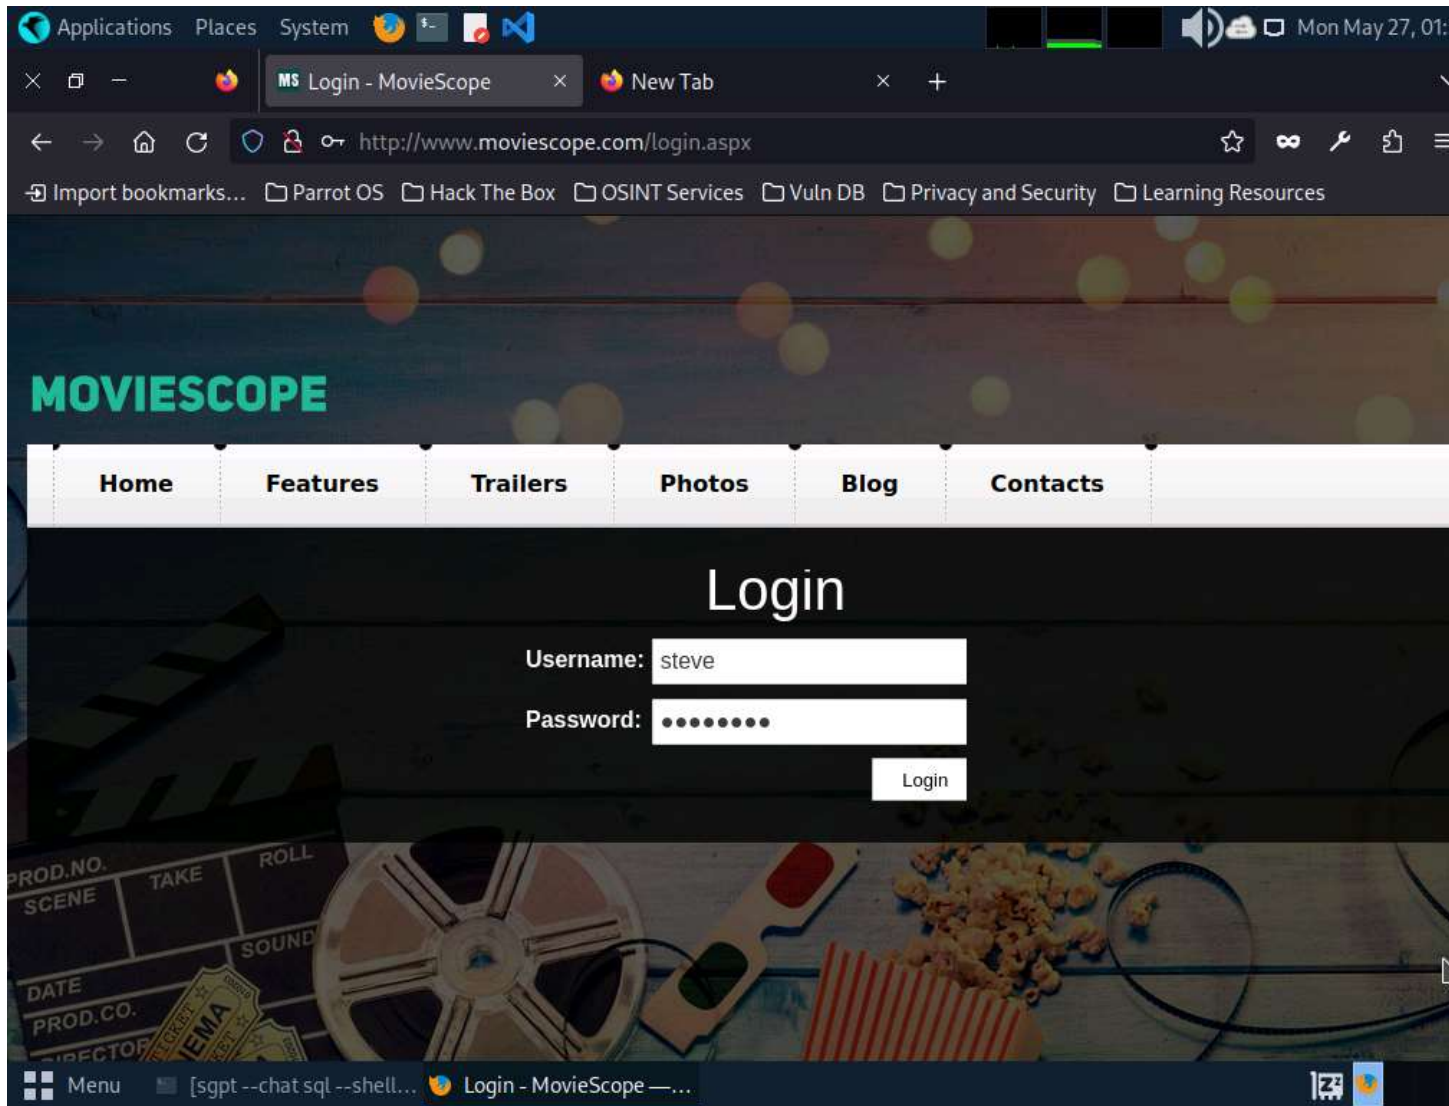 Applications Places System Mon May 27, 01:
MS Login - MovieScope New Tab
http://www.moviescope.com/login.aspx
Import bookmarks... Parrot OS Hack The Box OSINT Services Vuln DB Privacy and Security Learning Resources
MOVIESCOPE
Home Features Trailers Photos Blog Contacts
Login
Username: steve
Password: ••••••••
Login
PROD.NO.
SCENE TAKE ROLL
SOUND
DATE
PROD.CO.
DIRECTOR
TICKET
Menu [sgpt --chat sql --shell... Login - MovieScope —...